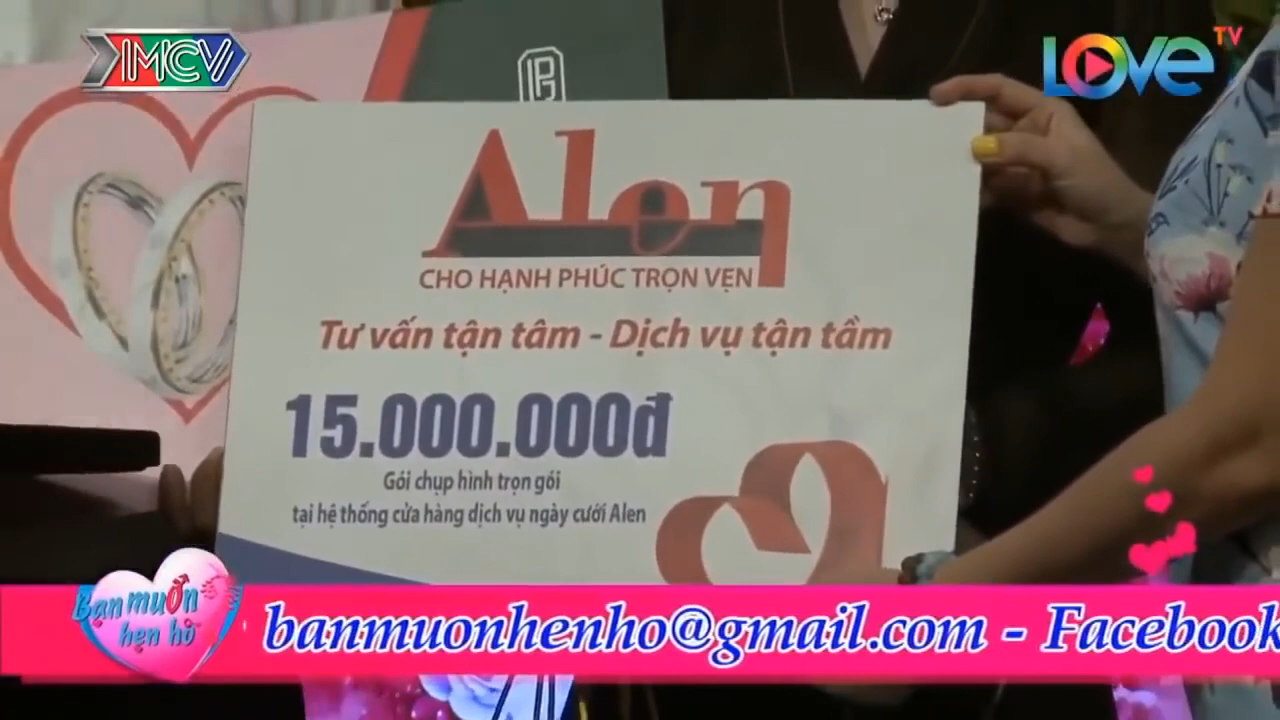 MCV
LOVE TV
Alen
CHO HẠNH PHÚC TRỌN VẸN
Tư vấn tận tâm - Dịch vụ tận tầm
15.000.000đ
Gói chụp hình trọn gói
tại hệ thống cửa hàng dịch vụ ngày cưới Alen
Bạn muốn
hẹn hò
banmuonhenho@gmail.com - Facebook